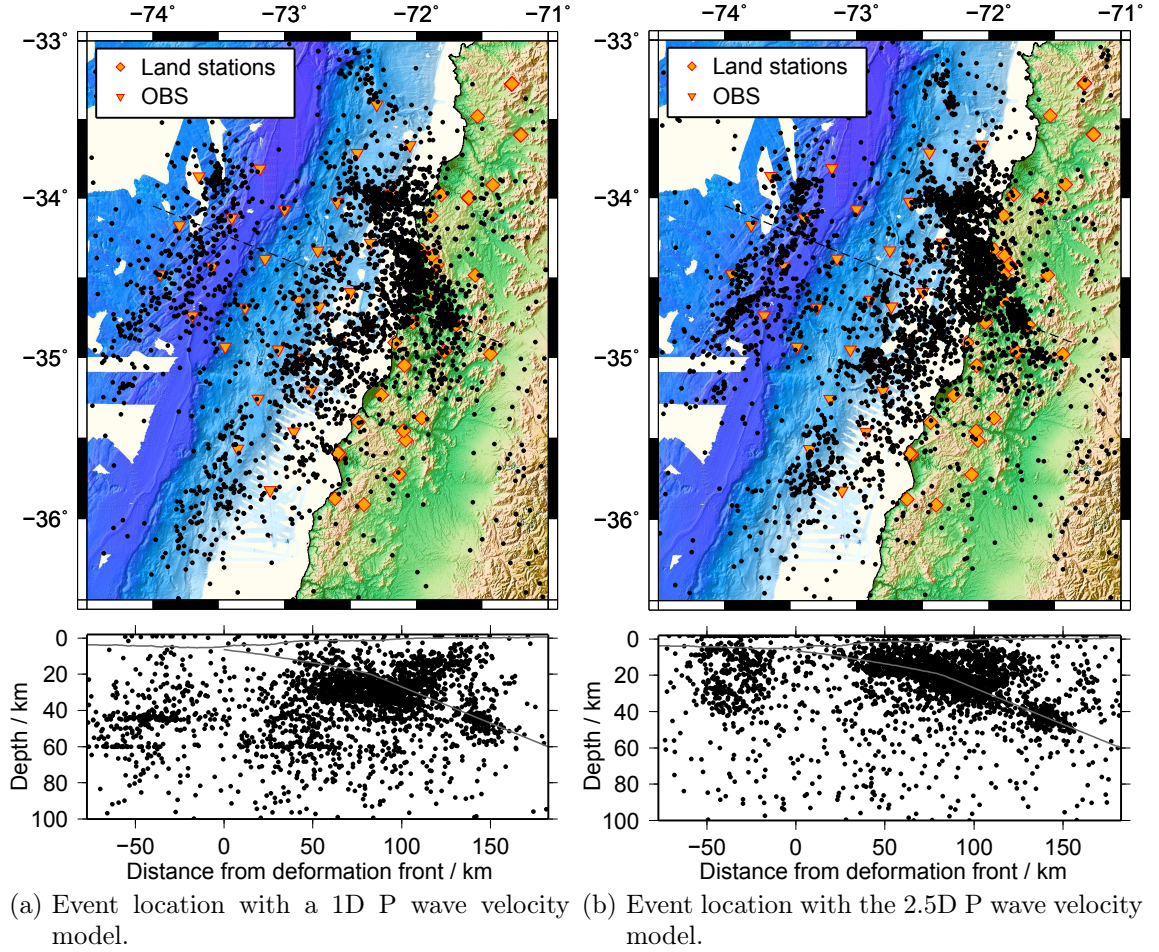 −74° −73° −72° −71°
−33°
Land stations
OBS
−34°
−35°
−36°
0
20
40
60
80
100
Depth / km
−50 0 50 100 150
Distance from deformation front / km
(a) Event location with a 1D P wave velocity
model.
−74° −73° −72° −71°
−33°
Land stations
OBS
−34°
−35°
−36°
0
20
40
60
80
100
Depth / km
−50 0 50 100 150
Distance from deformation front / km
(b) Event location with the 2.5D P wave velocity
model.